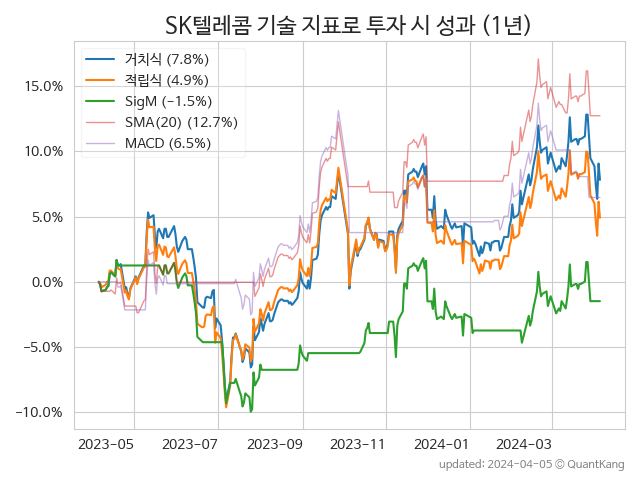 SK텔레콤 기술 지표로 투자 시 성과 (1년)
거치식 (7.8%)
적립식 (4.9%)
SigM (−1.5%)
SMA(20) (12.7%)
MACD (6.5%)
15.0%
10.0%
5.0%
0.0%
−5.0%
−10.0%
2023-05 2023-07 2023-09 2023-11 2024-01 2024-03
updated: 2024-04-05 © QuantKang